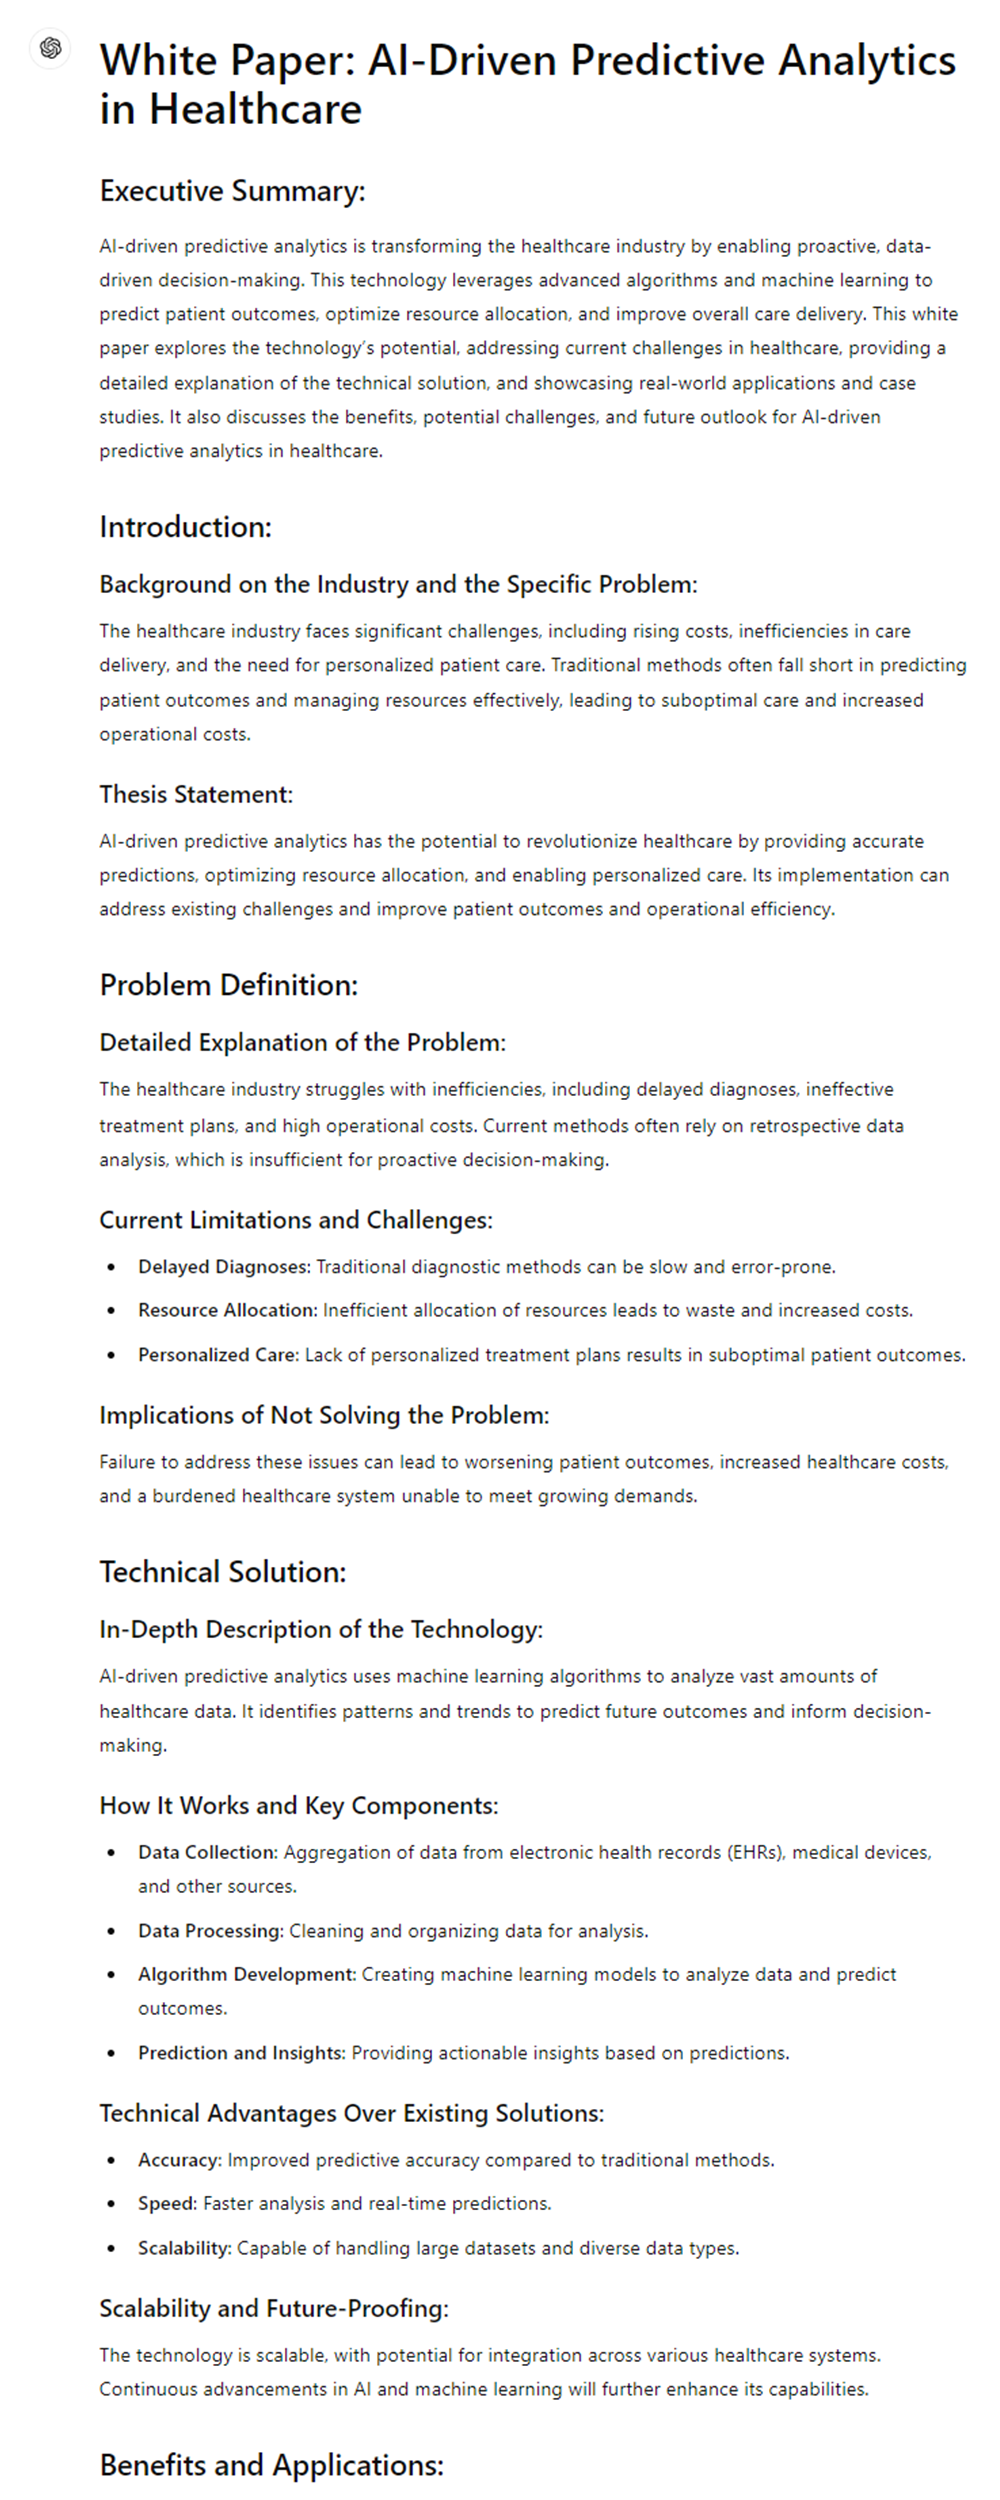 White Paper: AI-Driven Predictive Analytics
in Healthcare
Executive Summary:
AI-driven predictive analytics is transforming the healthcare industry by enabling proactive, data-
driven decision-making. This technology leverages advanced algorithms and machine learning to
predict patient outcomes, optimize resource allocation, and improve overall care delivery. This white
paper explores the technology's potential, addressing current challenges in healthcare, providing a
detailed explanation of the technical solution, and showcasing real-world applications and case
studies. It also discusses the benefits, potential challenges, and future outlook for AI-driven
predictive analytics in healthcare.
Introduction:
Background on the Industry and the Specific Problem:
The healthcare industry faces significant challenges, including rising costs, inefficiencies in care
delivery, and the need for personalized patient care. Traditional methods often fall short in predicting
patient outcomes and managing resources effectively, leading to suboptimal care and increased
operational costs.
Thesis Statement:
AI-driven predictive analytics has the potential to revolutionize healthcare by providing accurate
predictions, optimizing resource allocation, and enabling personalized care. Its implementation can
address existing challenges and improve patient outcomes and operational efficiency.
Problem Definition:
Detailed Explanation of the Problem:
The healthcare industry struggles with inefficiencies, including delayed diagnoses, ineffective
treatment plans, and high operational costs. Current methods often rely on retrospective data
analysis, which is insufficient for proactive decision-making.
Current Limitations and Challenges:
• Delayed Diagnoses: Traditional diagnostic methods can be slow and error-prone.
• Resource Allocation: Inefficient allocation of resources leads to waste and increased costs.
• Personalized Care: Lack of personalized treatment plans results in suboptimal patient outcomes.
Implications of Not Solving the Problem:
Failure to address these issues can lead to worsening patient outcomes, increased healthcare costs,
and a burdened healthcare system unable to meet growing demands.
Technical Solution:
In-Depth Description of the Technology:
AI-driven predictive analytics uses machine learning algorithms to analyze vast amounts of
healthcare data. It identifies patterns and trends to predict future outcomes and inform decision-
making.
How It Works and Key Components:
• Data Collection: Aggregation of data from electronic health records (EHRs), medical devices,
and other sources.
• Data Processing: Cleaning and organizing data for analysis.
• Algorithm Development: Creating machine learning models to analyze data and predict
outcomes.
• Prediction and Insights: Providing actionable insights based on predictions.
Technical Advantages Over Existing Solutions:
• Accuracy: Improved predictive accuracy compared to traditional methods.
• Speed: Faster analysis and real-time predictions.
• Scalability: Capable of handling large datasets and diverse data types.
Scalability and Future-Proofing:
The technology is scalable, with potential for integration across various healthcare systems.
Continuous advancements in AI and machine learning will further enhance its capabilities.
Benefits and Applications: